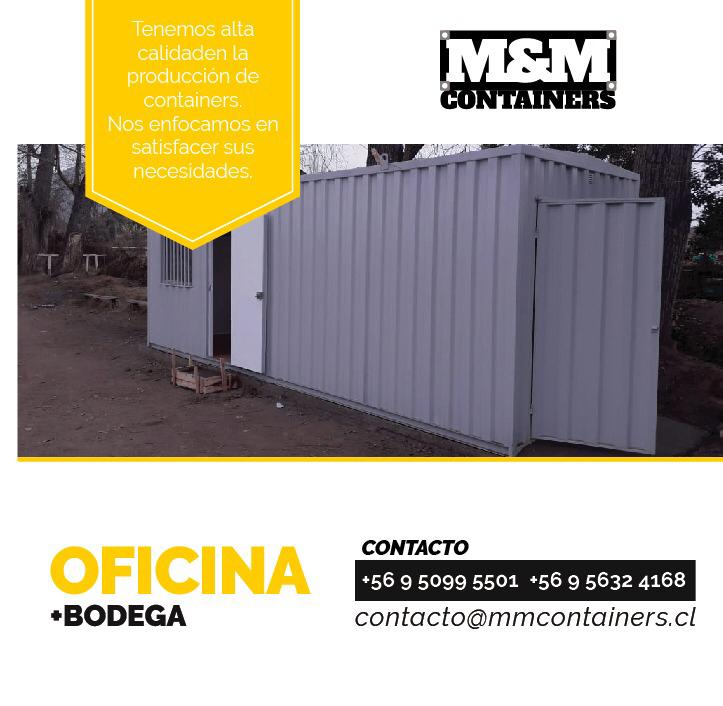 Tenemos alta
calidaden la
producción de
containers.
Nos enfocamos en
satisfacer sus
necesidades.
M&M
CONTAINERS
OFICINA
+BODEGA
CONTACTO
+56 9 5099 5501 +56 9 5632 4168
contacto@mmcontainers.cl